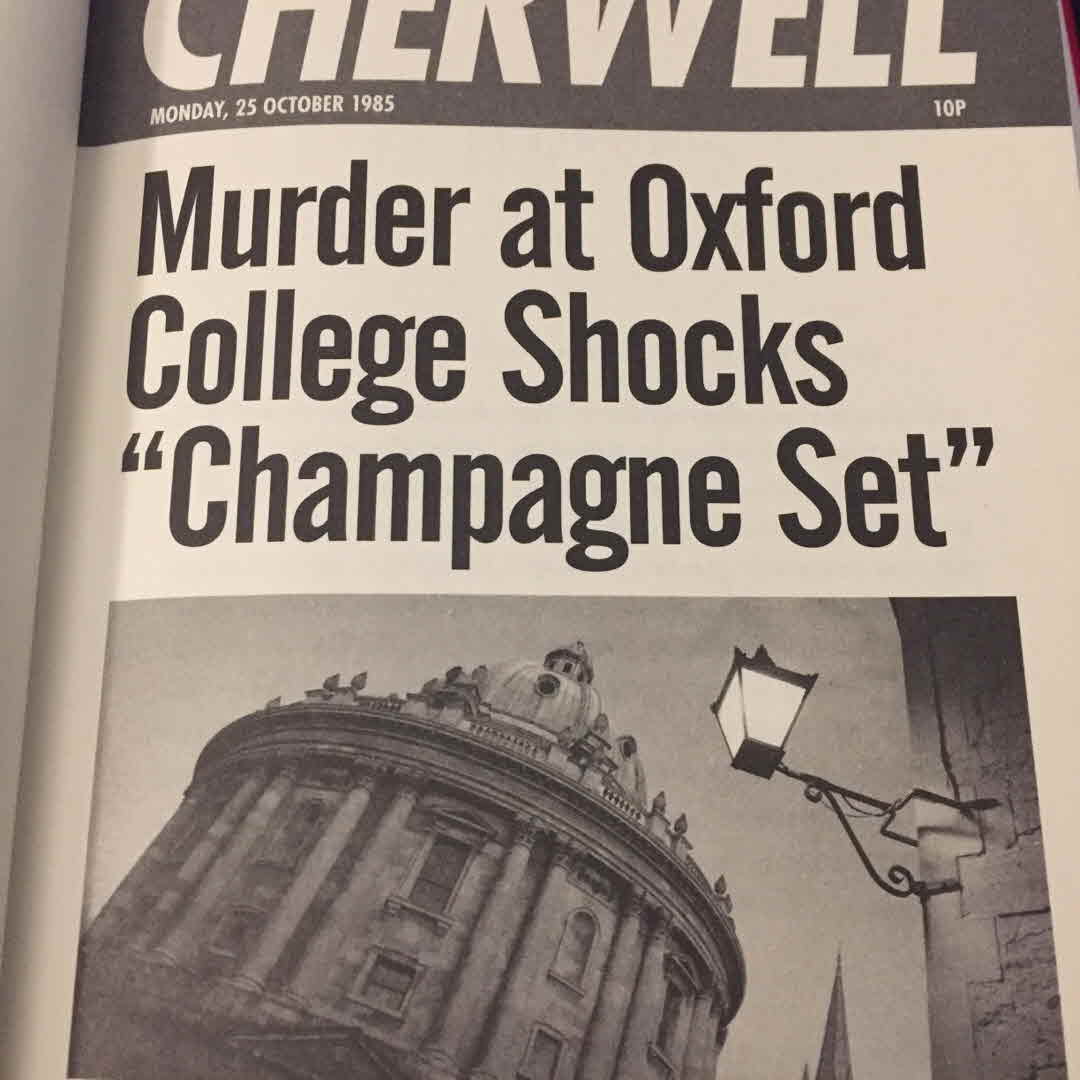 CHERWELL
MONDAY, 25 OCTOBER 1985 10P
Murder at Oxford
College Shocks
“Champagne Set”